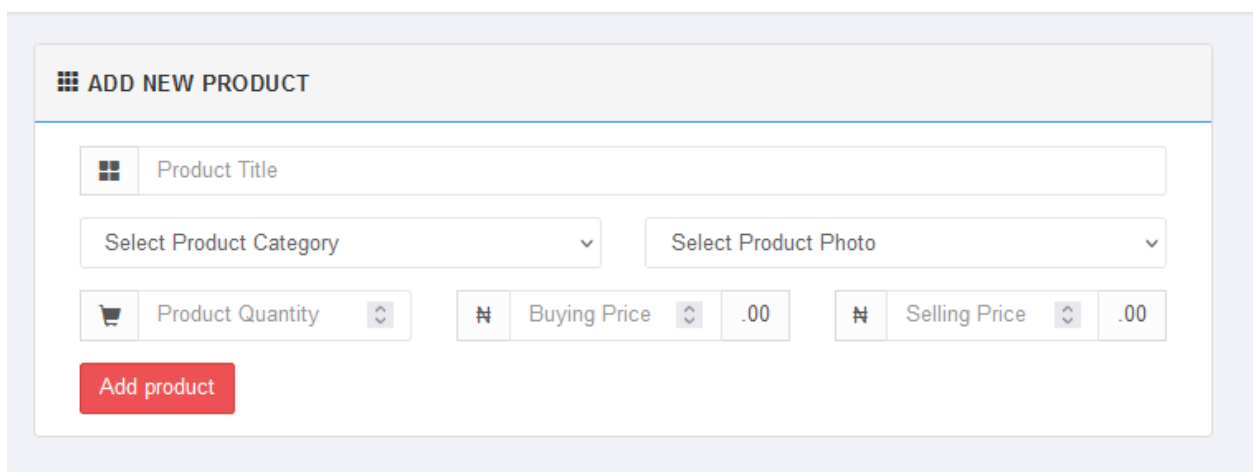 ADD NEW PRODUCT
Product Title
Select Product Category Select Product Photo
Product Quantity ₦ Buying Price .00 ₦ Selling Price .00
Add product